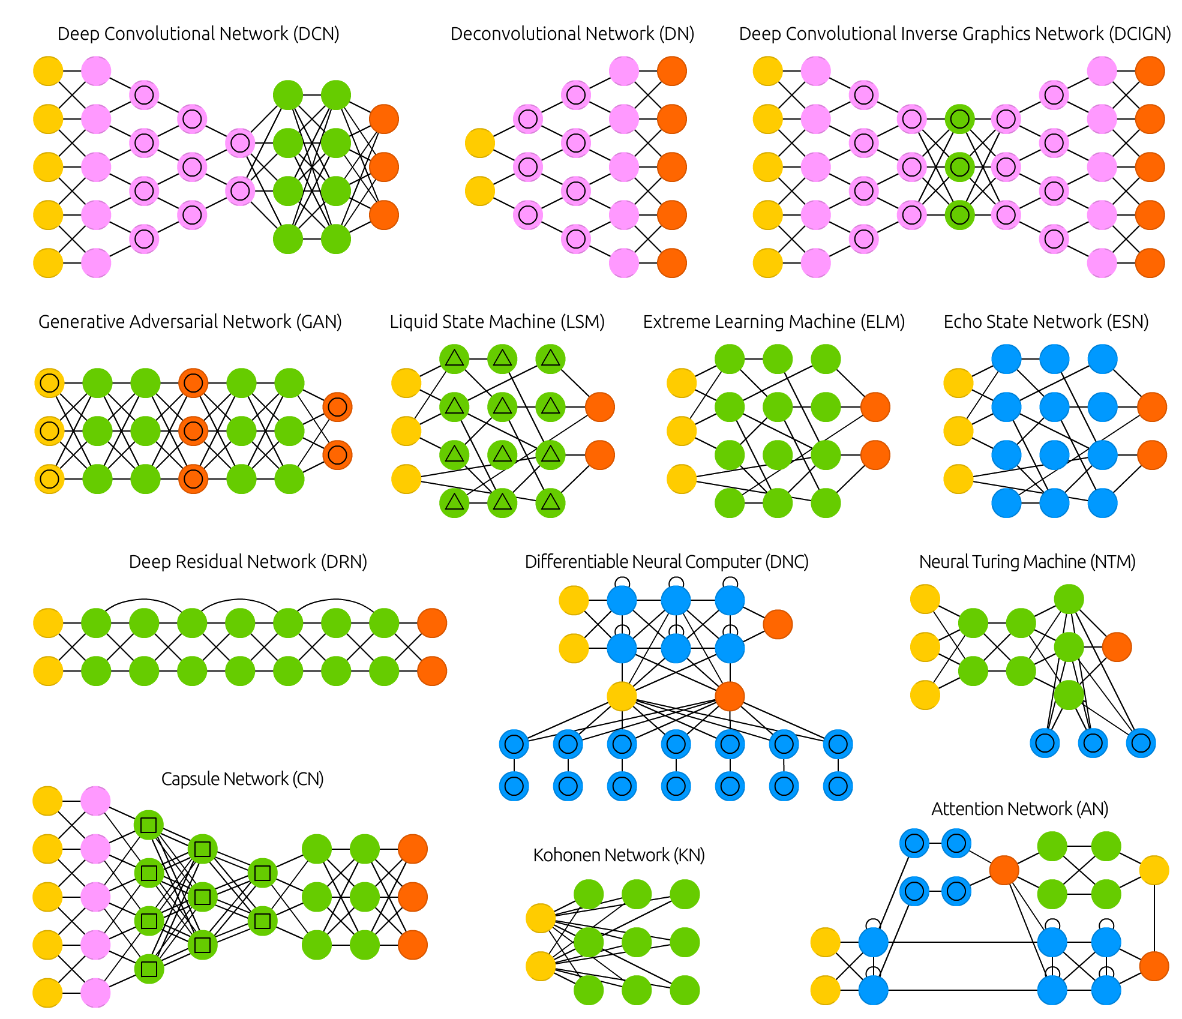 Deep Convolutional Network (DCN)
Deconvolutional Network (DN)
Deep Convolutional Inverse Graphics Network (DCIGN)
Generative Adversarial Network (GAN)
Liquid State Machine (LSM)
Extreme Learning Machine (ELM)
Echo State Network (ESN)
Deep Residual Network (DRN)
Differentiable Neural Computer (DNC)
Neural Turing Machine (NTM)
Capsule Network (CN)
Kohonen Network (KN)
Attention Network (AN)